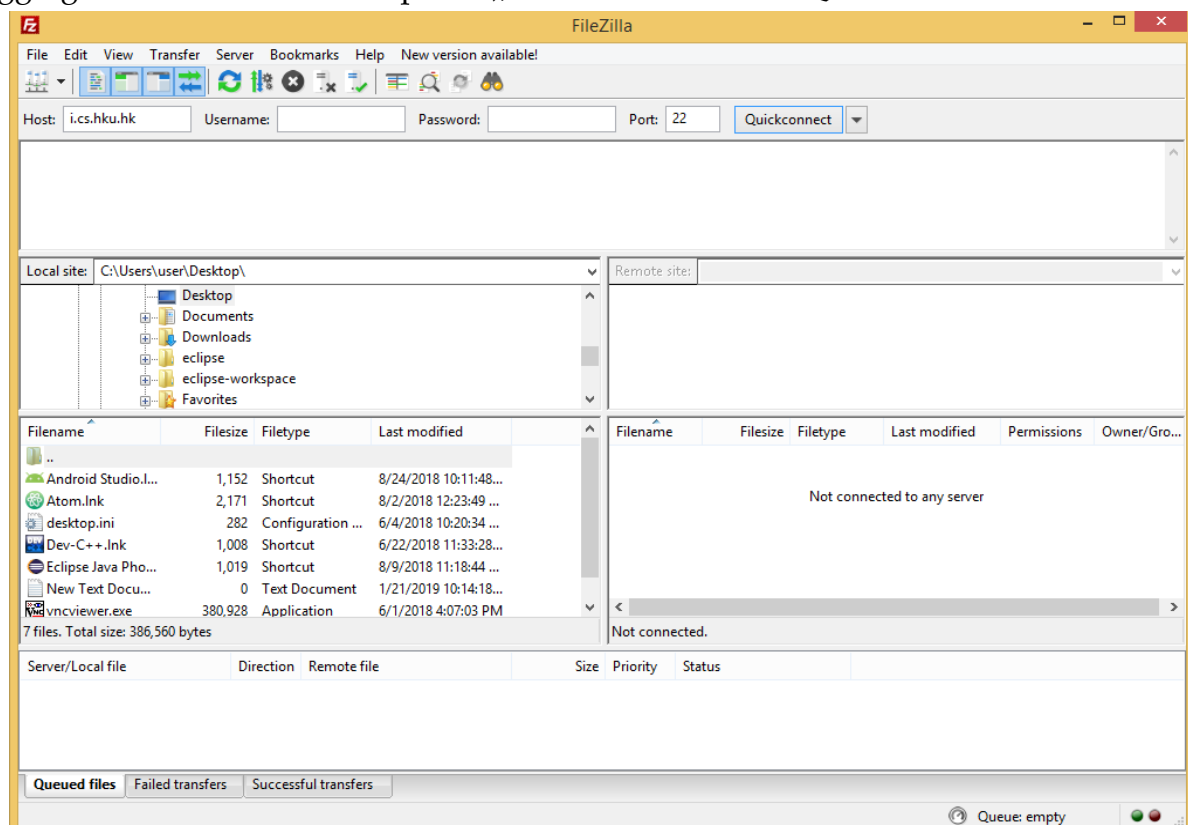 FileZilla
File Edit View Transfer Server Bookmarks Help New version available!
Host: i.cs.hku.hk Username: Password: Port: 22 Quickconnect
Local site: C:\Users\user\Desktop\ Remote site:
Desktop
Documents
Downloads
eclipse
eclipse-workspace
Favorites
Filename Filesize Filetype Last modified
..
Android Studio.l... 1,152 Shortcut 8/24/2018 10:11:48...
Atom.lnk 2,171 Shortcut 8/2/2018 12:23:49 ...
desktop.ini 282 Configuration ... 6/4/2018 10:20:34 ...
Dev-C++.lnk 1,008 Shortcut 6/22/2018 11:33:28...
Eclipse Java Pho... 1,019 Shortcut 8/9/2018 11:18:44 ...
New Text Docu... 0 Text Document 1/21/2019 10:14:18...
vncviewer.exe 380,928 Application 6/1/2018 4:07:03 PM
7 files. Total size: 386,560 bytes
Filename Filesize Filetype Last modified Permissions Owner/Gro...
Not connected to any server
Not connected.
Server/Local file Direction Remote file Size Priority Status
Queued files Failed transfers Successful transfers
Queue: empty